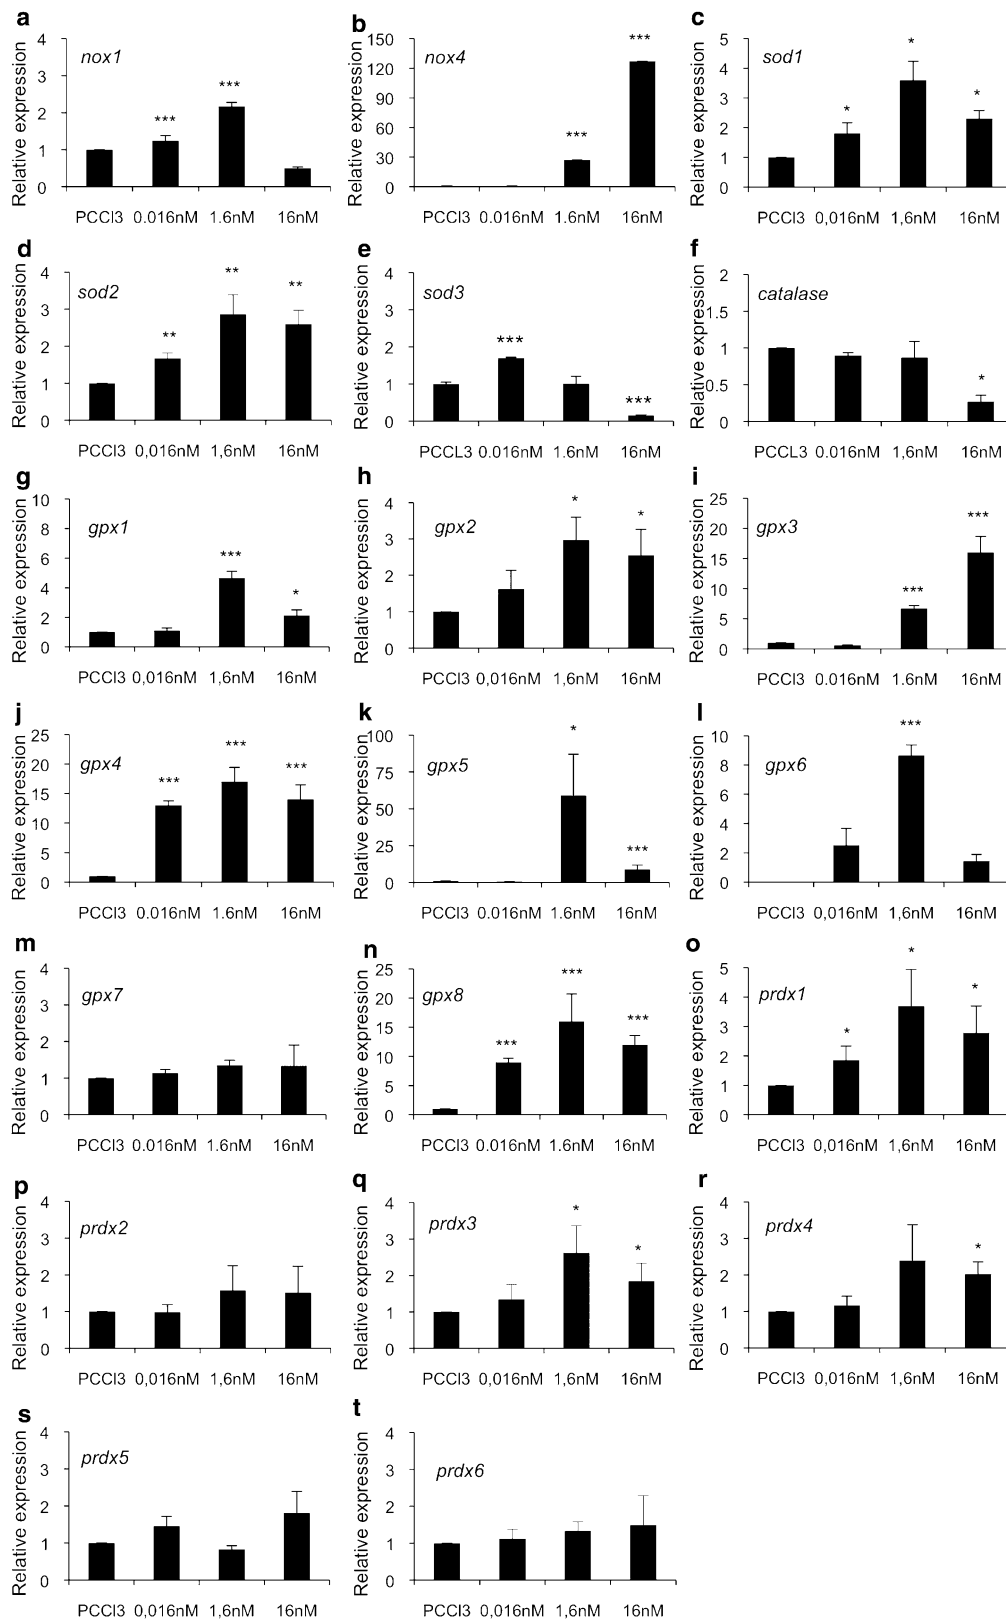 a
Relative expression
4
3
2
1
0
nox1
***
***
PCCl3 0.016nM 1.6nM 16nM
b
Relative expression
150
120
90
60
30
0
nox4
***
***
PCCl3 0.016nM 1.6nM 16nM
c
Relative expression
5
4
3
2
1
0
sod1
*
*
*
PCCl3 0,016nM 1,6nM 16nM
d
Relative expression
4
3
2
1
0
sod2
**
**
**
PCCl3 0,016nM 1,6nM 16nM
e
Relative expression
4
3
2
1
0
sod3
***
***
PCCL3 0.016nM 1.6nM 16nM
f
Relative expression
2
1.5
1
0.5
0
catalase
*
PCCL3 0,016nM 1,6nM 16nM
g
Relative expression
10
8
6
4
2
0
gpx1
***
*
PCCl3 0,016nM 1,6nM 16nM
h
Relative expression
4
3
2
1
0
gpx2
*
*
PCCl3 0,016nM 1,6nM 16nM
i
Relative expression
25
20
15
10
5
0
gpx3
***
***
PCCl3 0.016nM 1.6nM 16nM
j
Relative expression
25
20
15
10
5
0
gpx4
***
***
***
PCCl3 0.016nM 1.6nM 16nM
k
Relative expression
100
75
50
25
0
gpx5
*
***
PCCl3 0.016nM 1.6nM 16nM
l
Relative expression
10
8
6
4
2
0
gpx6
***
PCCl3 0,016nM 1,6nM 16nM
m
Relative expression
4
3
2
1
0
gpx7
PCCl3 0.016nM 1.6nM 16nM
n
Relative expression
25
20
15
10
5
0
gpx8
***
***
***
PCCl3 0.016nM 1.6nM 16nM
o
Relative expression
5
4
3
2
1
0
prdx1
*
*
*
PCCl3 0,016nM 1,6nM 16nM
p
Relative expression
4
3
2
1
0
prdx2
PCCl3 0,016nM 1,6nM 16nM
q
Relative expression
4
3
2
1
0
prdx3
*
*
PCCl3 0,016nM 1,6nM 16nM
r
Relative expression
4
3
2
1
0
prdx4
*
PCCl3 0,016nM 1,6nM 16nM
s
Relative expression
4
3
2
1
0
prdx5
PCCl3 0,016nM 1,6nM 16nM
t
Relative expression
4
3
2
1
0
prdx6
PCCl3 0,016nM 1,6nM 16nM